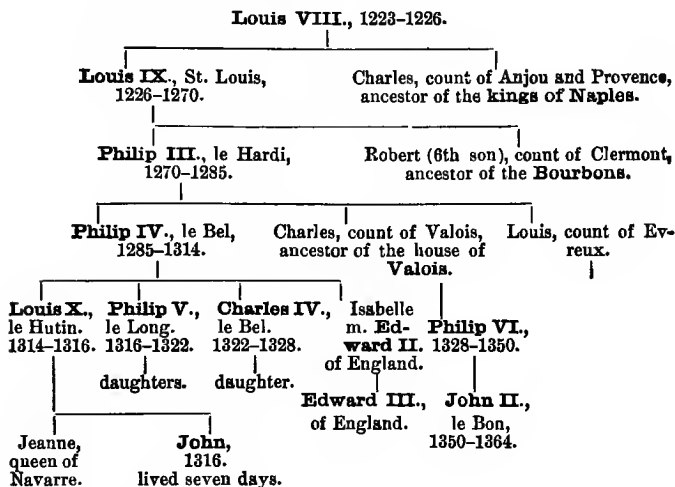 Louis VIII., 1223–1226.
Louis IX., St. Louis,
1226–1270.
Charles, count of Anjou and Provence,
ancestor of the kings of Naples.
Philip III., le Hardi,
1270–1285.
Robert (6th son), count of Clermont,
ancestor of the Bourbons.
Philip IV., le Bel,
1285–1314.
Charles, count of Valois,
ancestor of the house of
Valois.
Louis, count of Ev-
reux.
Louis X.,
le Hutin.
1314–1316.
Philip V.,
le Long.
1316–1322.
daughters.
Charles IV.,
le Bel.
1322–1328.
daughter.
Isabelle
m. Ed-
ward II.
of England.
Philip VI.,
1328–1350.
Edward III.,
of England.
John II.,
le Bon,
1350–1364.
Jeanne,
queen of
Navarre.
John,
1316.
lived seven days.